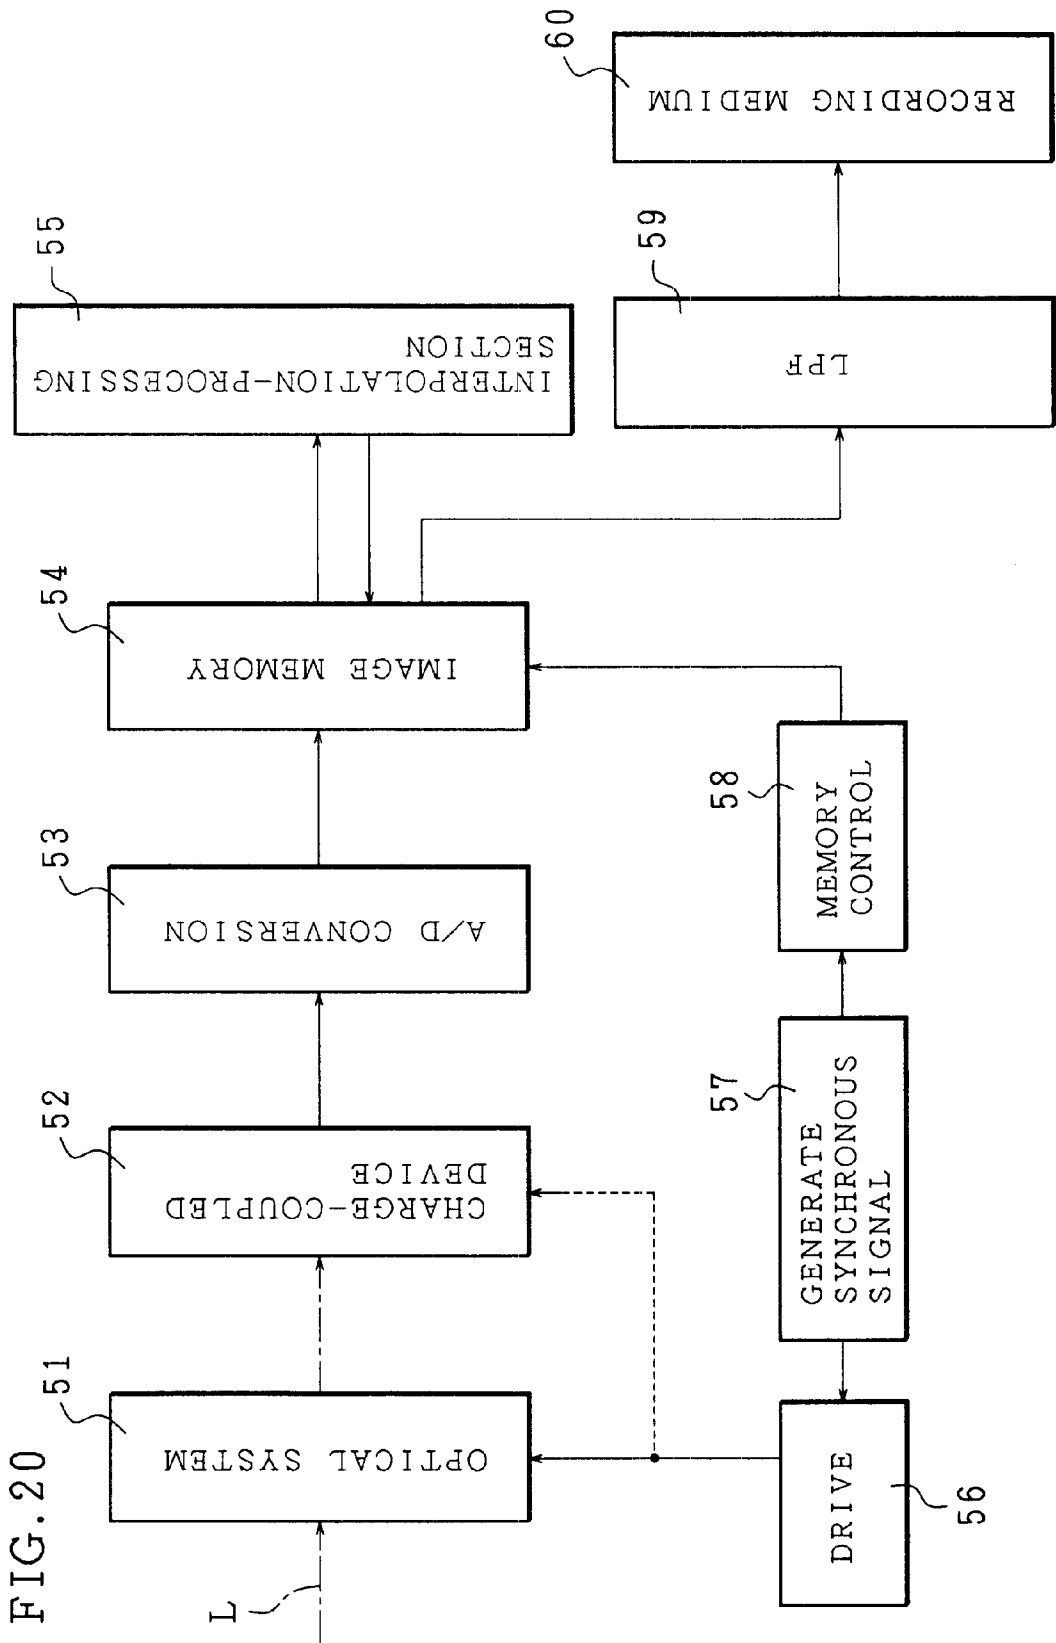 FIG.20
L
51
OPTICAL SYSTEM
52
CHARGE-COUPLED
DEVICE
53
A/D CONVERSION
54
IMAGE MEMORY
55
INTERPOLATION-PROCESSING
SECTION
DRIVE
56
57
GENERATE
SYNCHRONOUS
SIGNAL
58
MEMORY
CONTROL
59
LPF
60
RECORDING MEDIUM